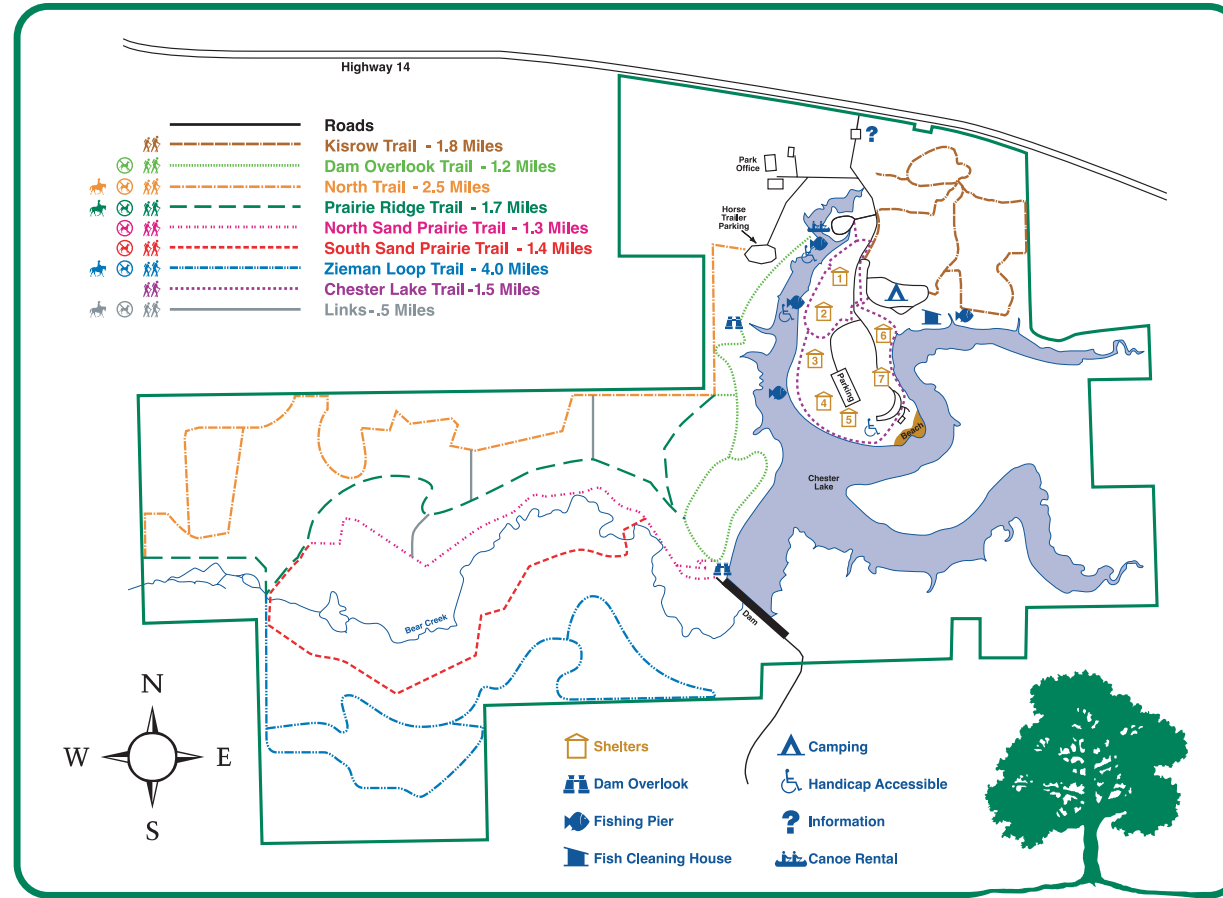 Highway 14
Roads
Kisrow Trail - 1.8 Miles
Dam Overlook Trail - 1.2 Miles
North Trail - 2.5 Miles
Prairie Ridge Trail - 1.7 Miles
North Sand Prairie Trail - 1.3 Miles
South Sand Prairie Trail - 1.4 Miles
Zieman Loop Trail - 4.0 Miles
Chester Lake Trail -1.5 Miles
Links-.5 Miles
?
Park
Office
Horse
Trailer
Parking
1
2
3
4
5
6
7
Parking
Beach
Chester
Lake
Dam
Bear Creek
N
W
E
S
Shelters
Dam Overlook
Fishing Pier
Fish Cleaning House
Camping
Handicap Accessible
? Information
Canoe Rental